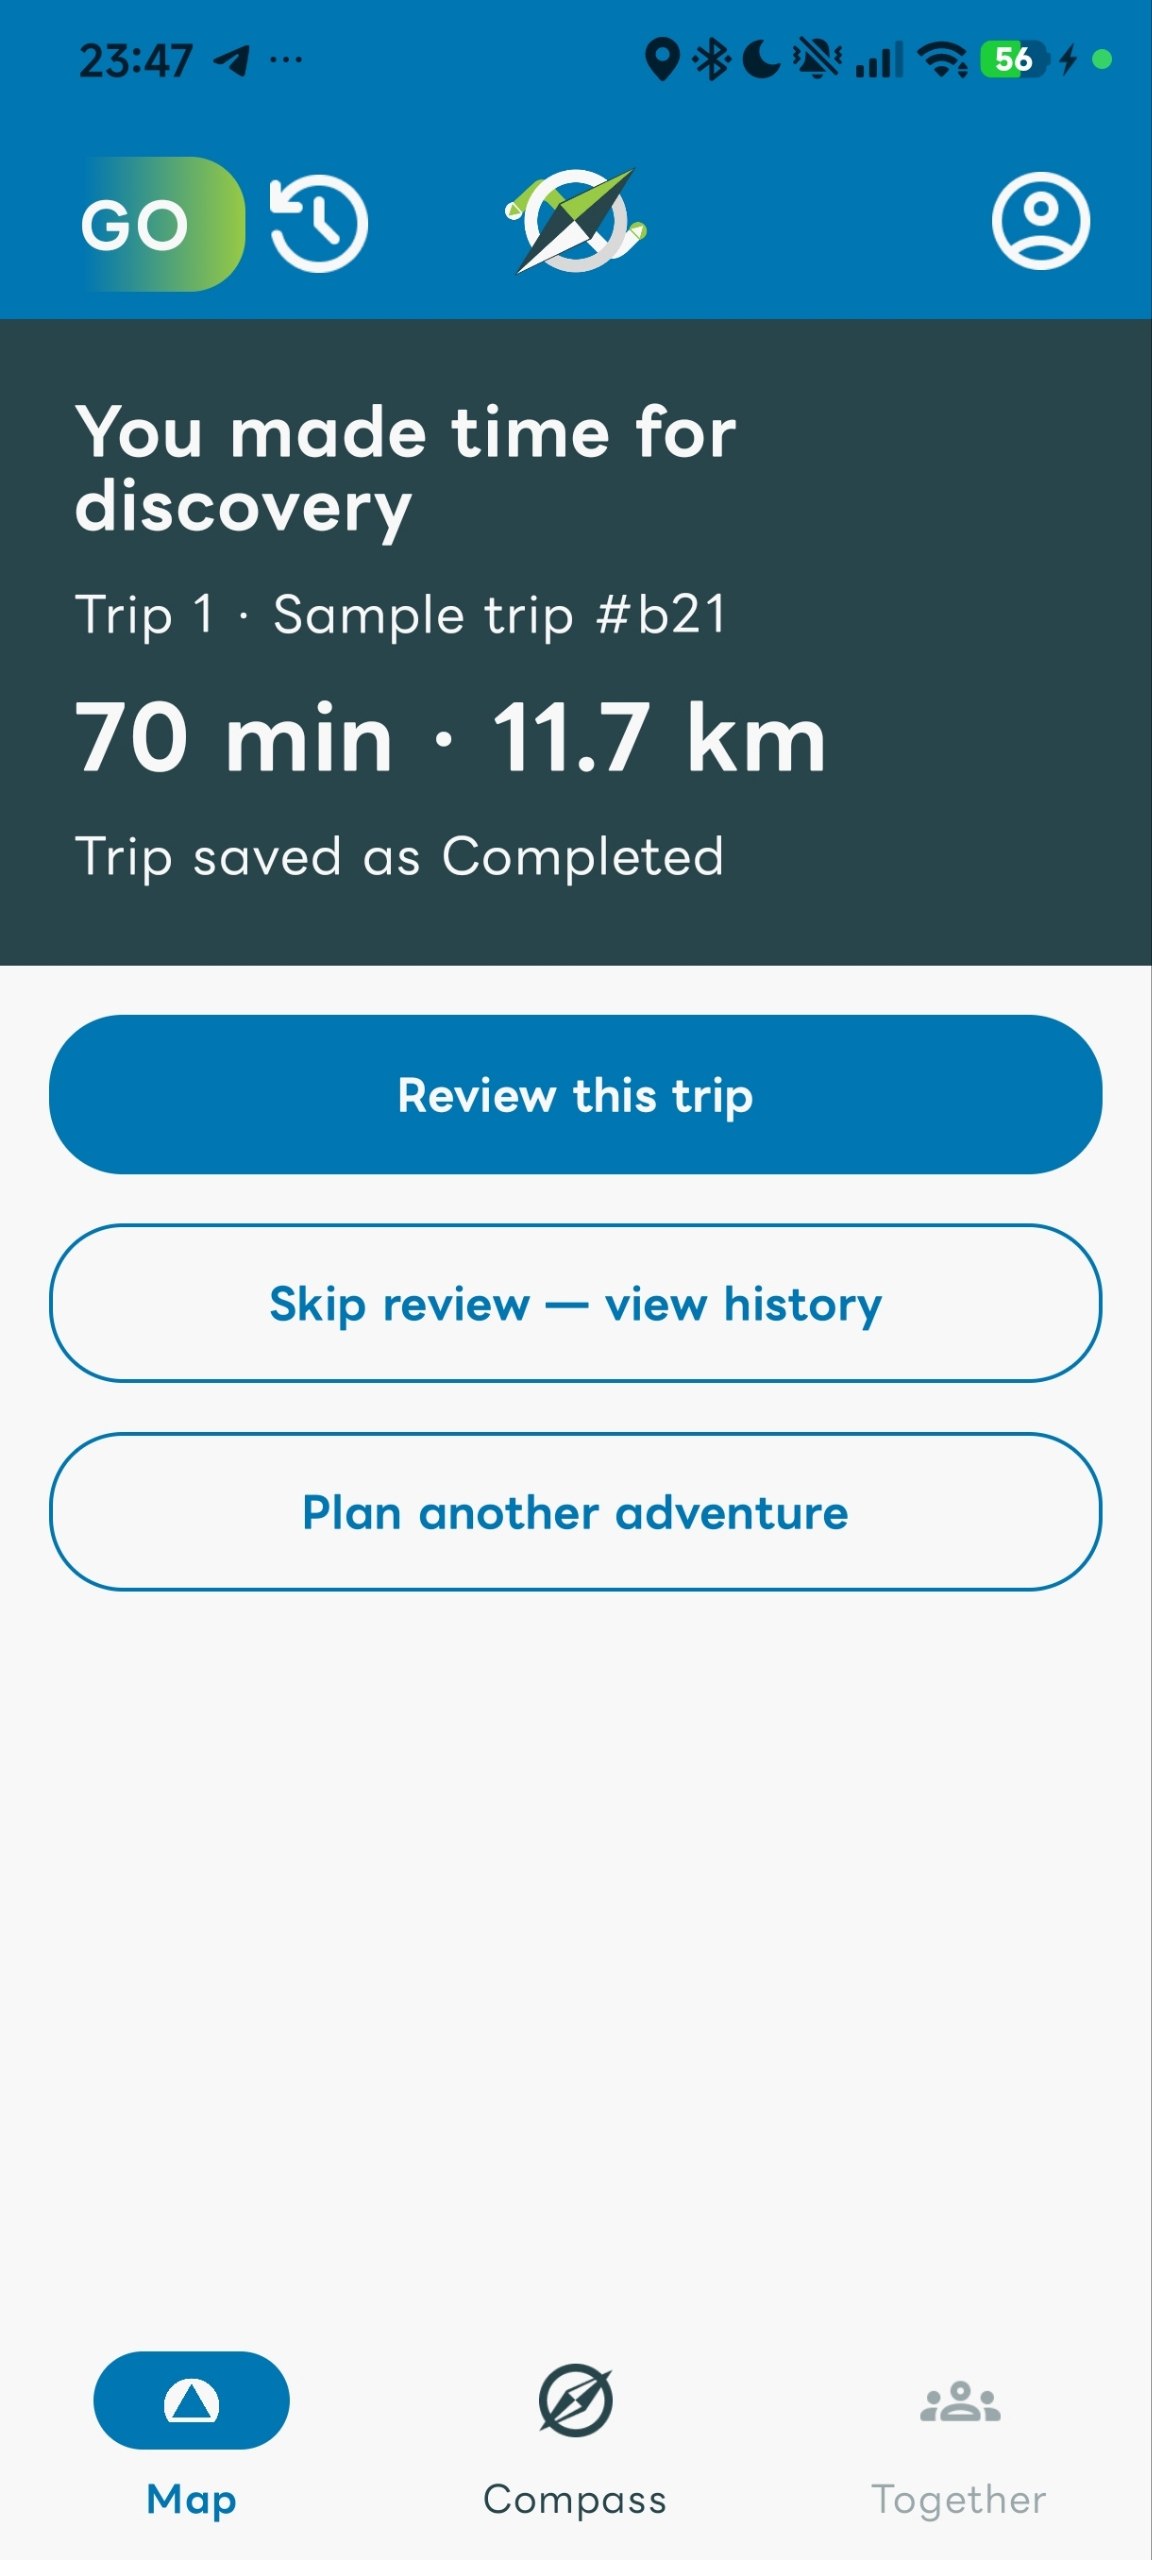 23:47
56
GO
You made time for
discovery
Trip 1 · Sample trip #b21
70 min · 11.7 km
Trip saved as Completed
Review this trip
Skip review — view history
Plan another adventure
Map
Compass
Together